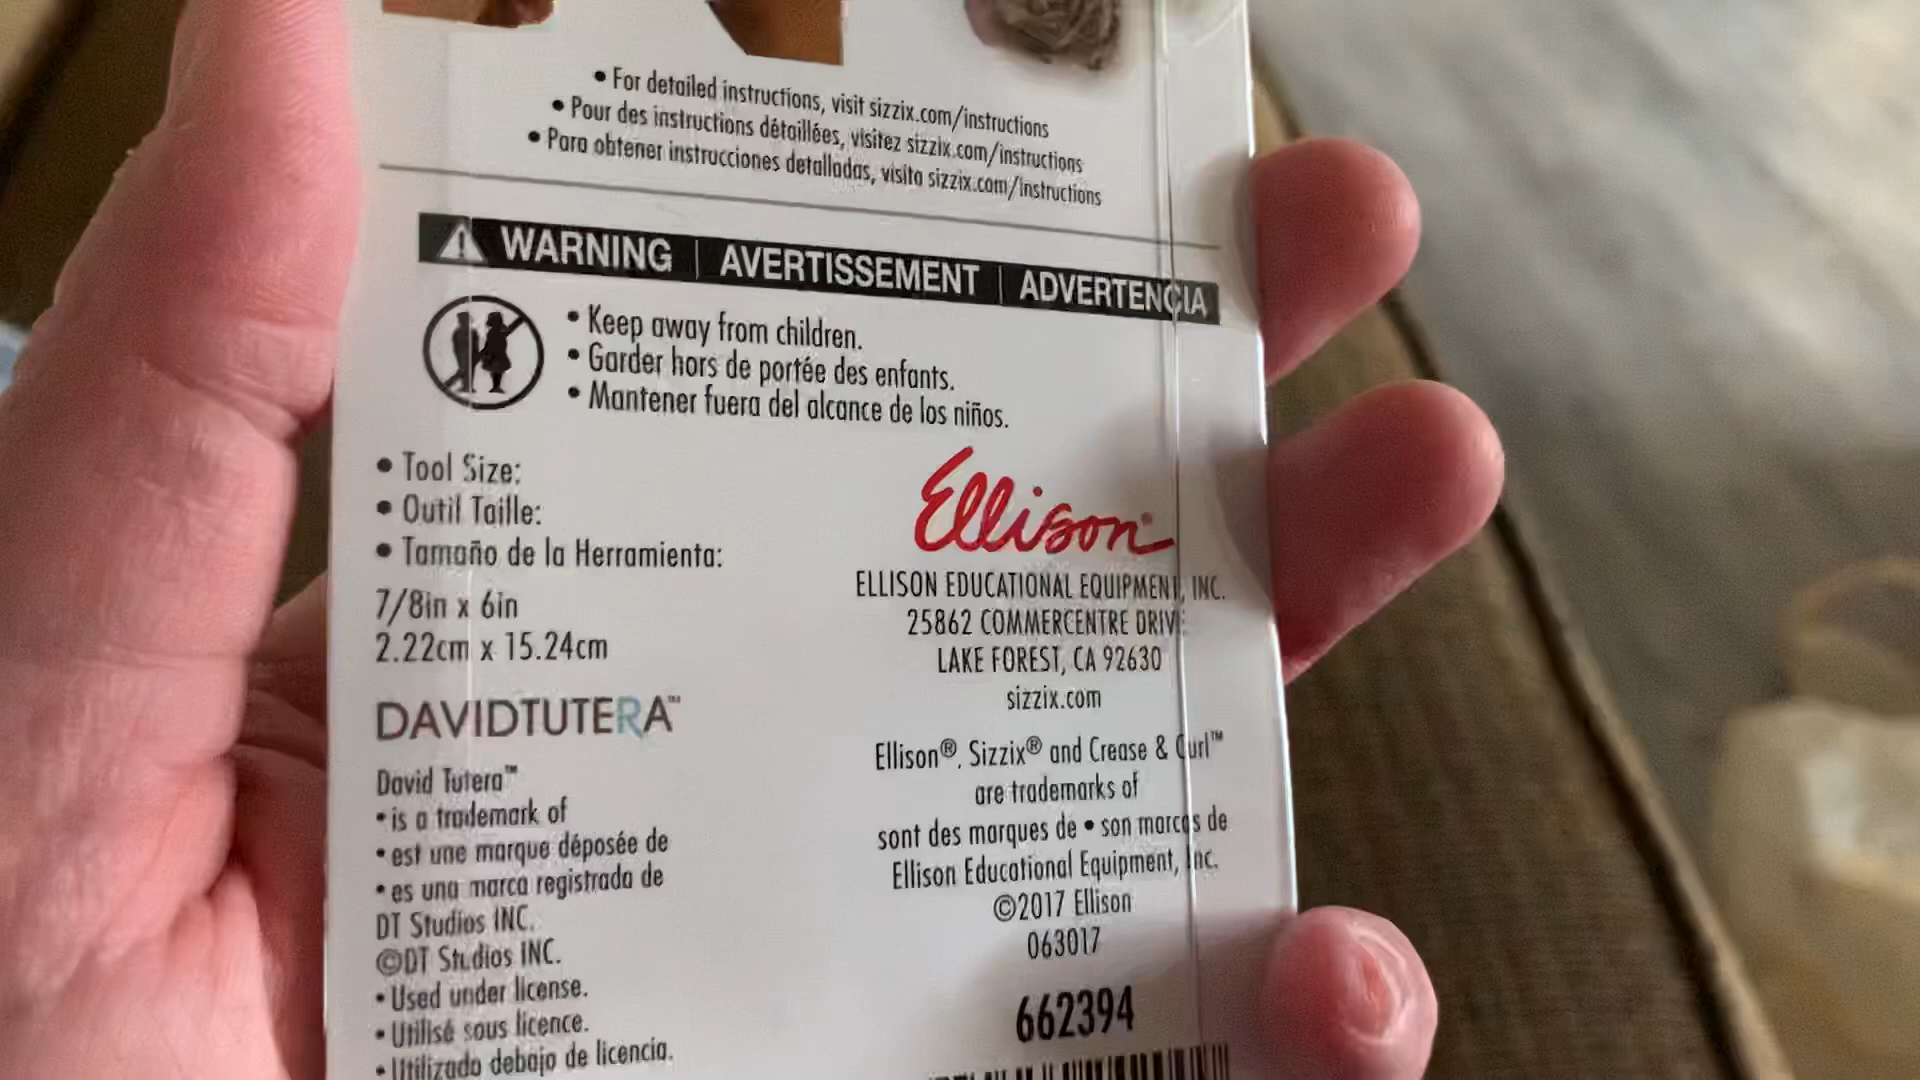 • For detailed instructions, visit sizzix.com/instructions
• Pour des instructions détaillées, visitez sizzix.com/instructions
• Para obtener instrucciones detalladas, visita sizzix.com/instructions
WARNING | AVERTISSEMENT | ADVERTENCIA
• Keep away from children.
• Garder hors de portée des enfants.
• Mantener fuera del alcance de los niños.
• Tool Size:
• Outil Taille:
• Tamaño de la Herramienta:
7/8in x 6in
2.22cm x 15.24cm
DAVIDTUTERA™
David Tutera™
• is a trademark of
• est une marque déposée de
• es una marca registrada de
DT Studios INC.
©DT Studios INC.
• Used under license.
• Utilisé sous licence.
• Utilizado debajo de licencia.
Ellison®
ELLISON EDUCATIONAL EQUIPMENT, INC.
25862 COMMERCENTRE DRIVE
LAKE FOREST, CA 92630
sizzix.com
Ellison®, Sizzix® and Crease & Curl™
are trademarks of
sont des marques de • son marcas de
Ellison Educational Equipment, Inc.
©2017 Ellison
063017
662394